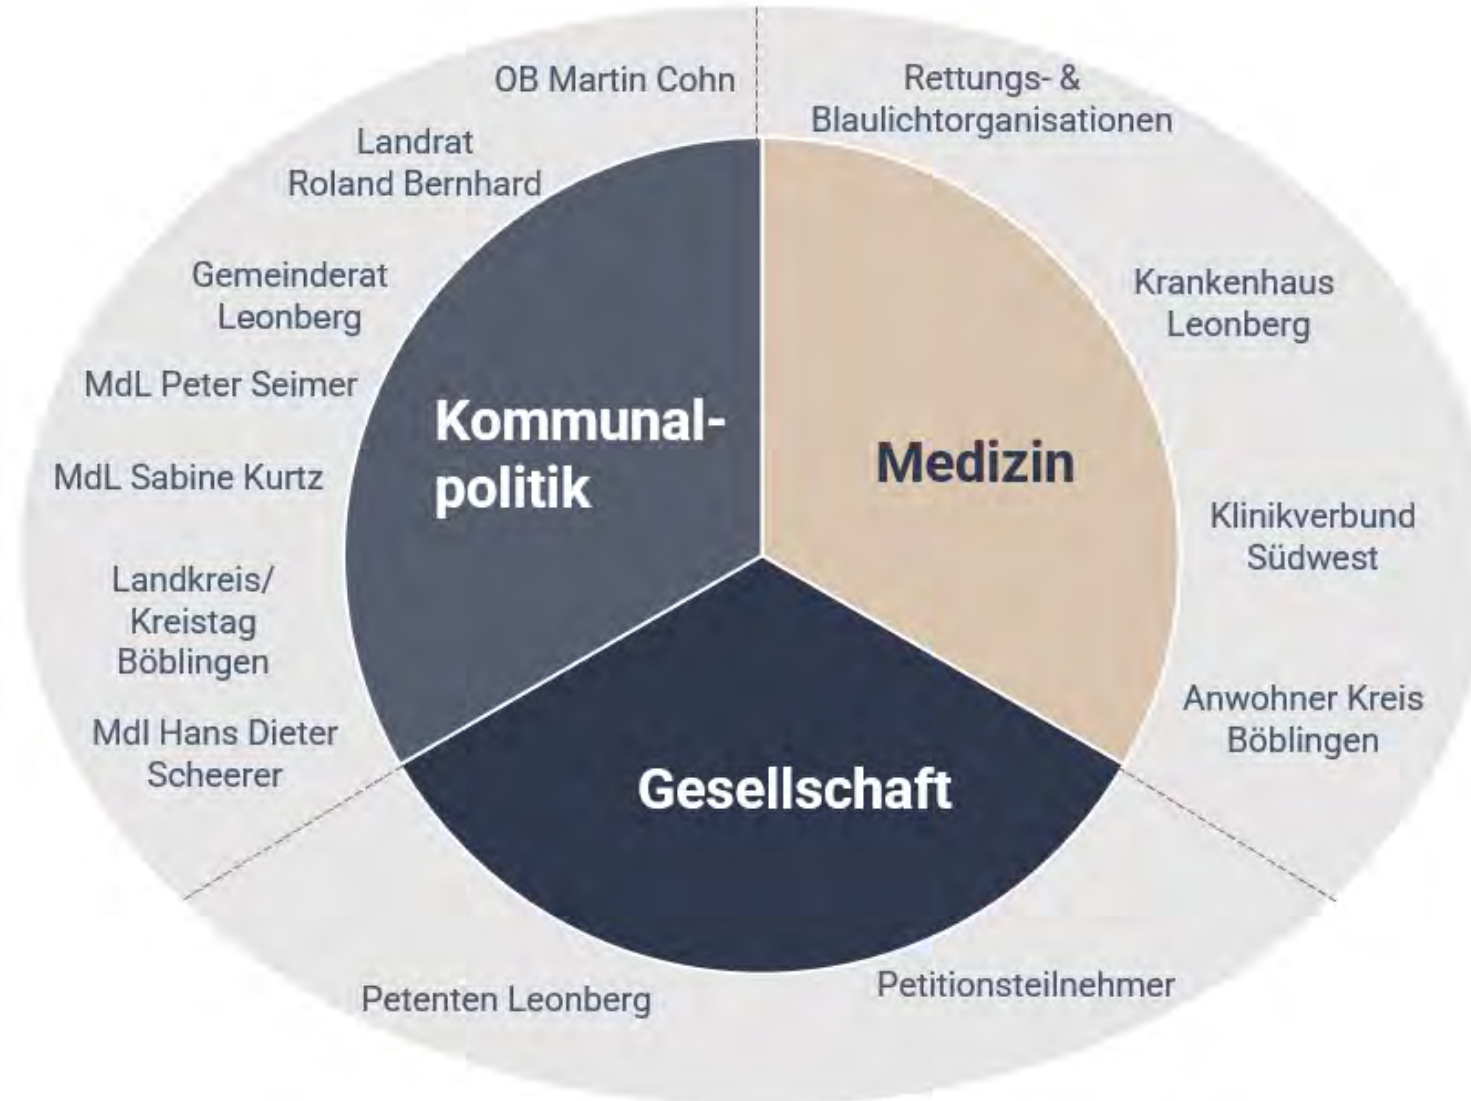 OB Martin Cohn
Landrat
Roland Bernhard
Gemeinderat
Leonberg
MdL Peter Seimer
MdL Sabine Kurtz
Landkreis/
Kreistag
Böblingen
Mdl Hans Dieter
Scheerer
Kommunal-
politik
Rettungs- &
Blaulichtorganisationen
Krankenhaus
Leonberg
Klinikverbund
Südwest
Anwohner Kreis
Böblingen
Medizin
Gesellschaft
Petenten Leonberg
Petitionsteilnehmer